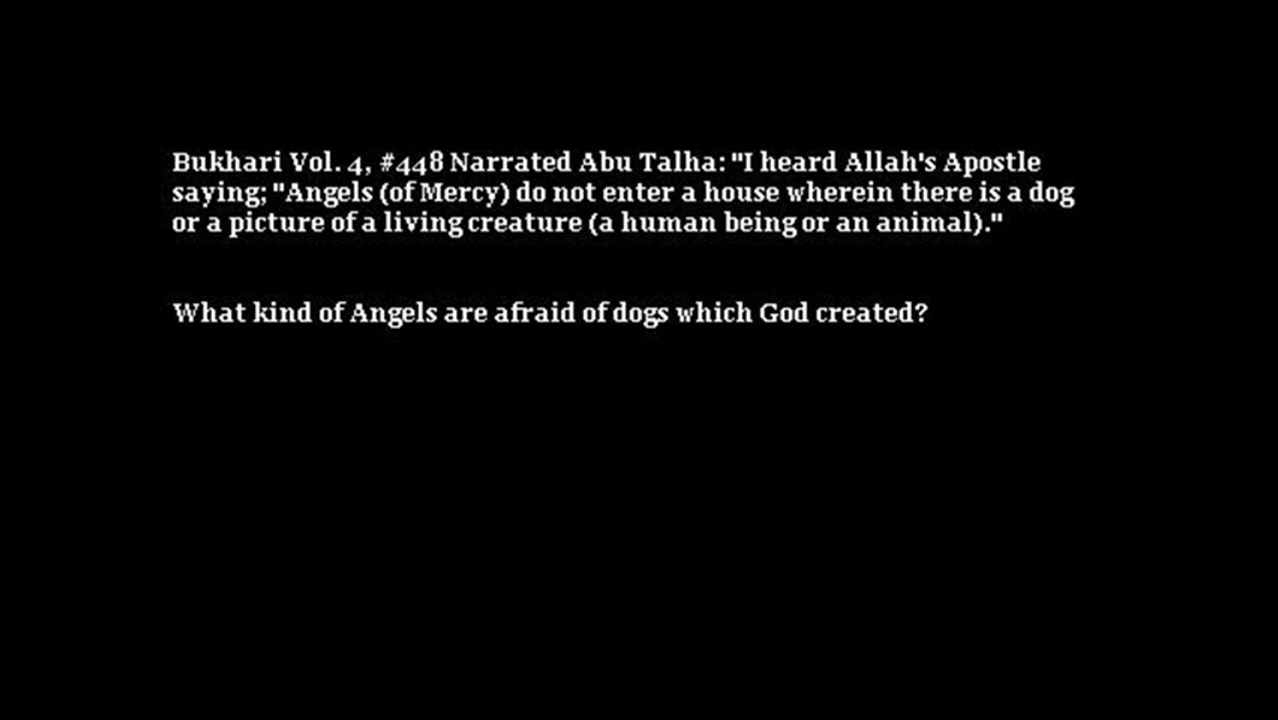 Bukhari Vol. 4, #448 Narrated Abu Talha: "I heard Allah's Apostle
saying; "Angels (of Mercy) do not enter a house wherein there is a dog
or a picture of a living creature (a human being or an animal)."
What kind of Angels are afraid of dogs which God created?